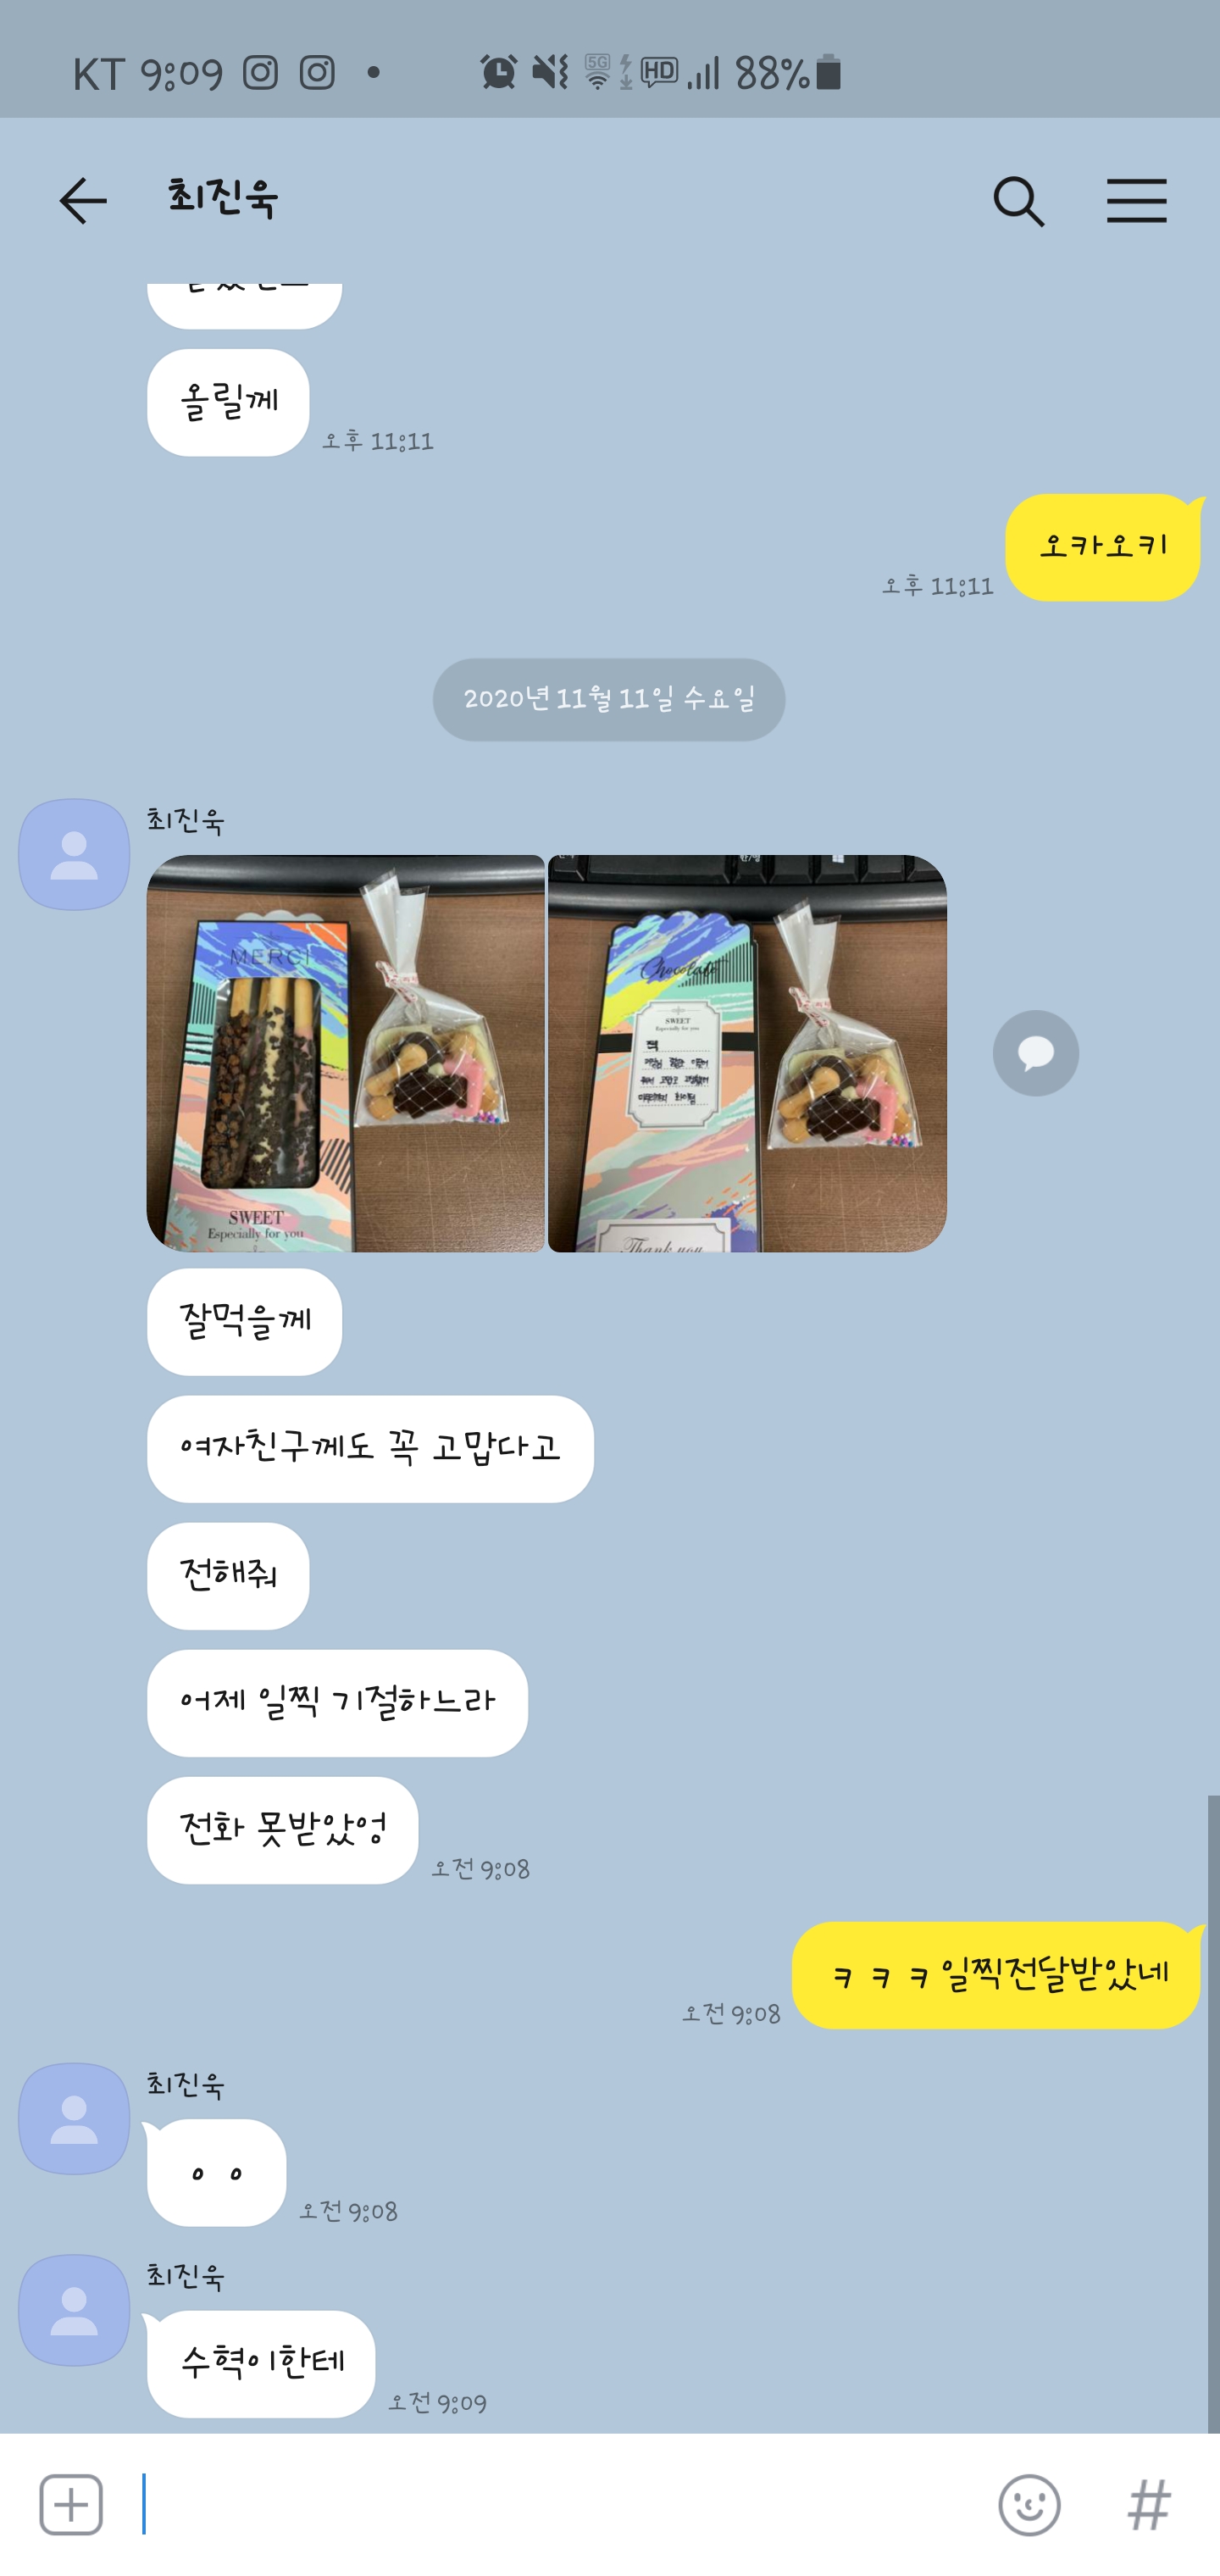 KT 9:09 5G HD 88%
최진욱
올릴께
오후 11:11
오카오키
오후 11:11
2020년 11월 11일 수요일
최진욱
MERCI
SWEET
Especially for you
한/영
Chocolate
SWEET
Especially for you
Thank you
잘먹을께
여자친구께도 꼭 고맙다고
전해줘
어제 일찍 기절하느라
전화 못받았엉
오전 9:08
ㅋㅋㅋ일찍전달받았네
오전 9:08
최진욱
ㅇㅇ
오전 9:08
최진욱
수혁이한테
오전 9:09
#